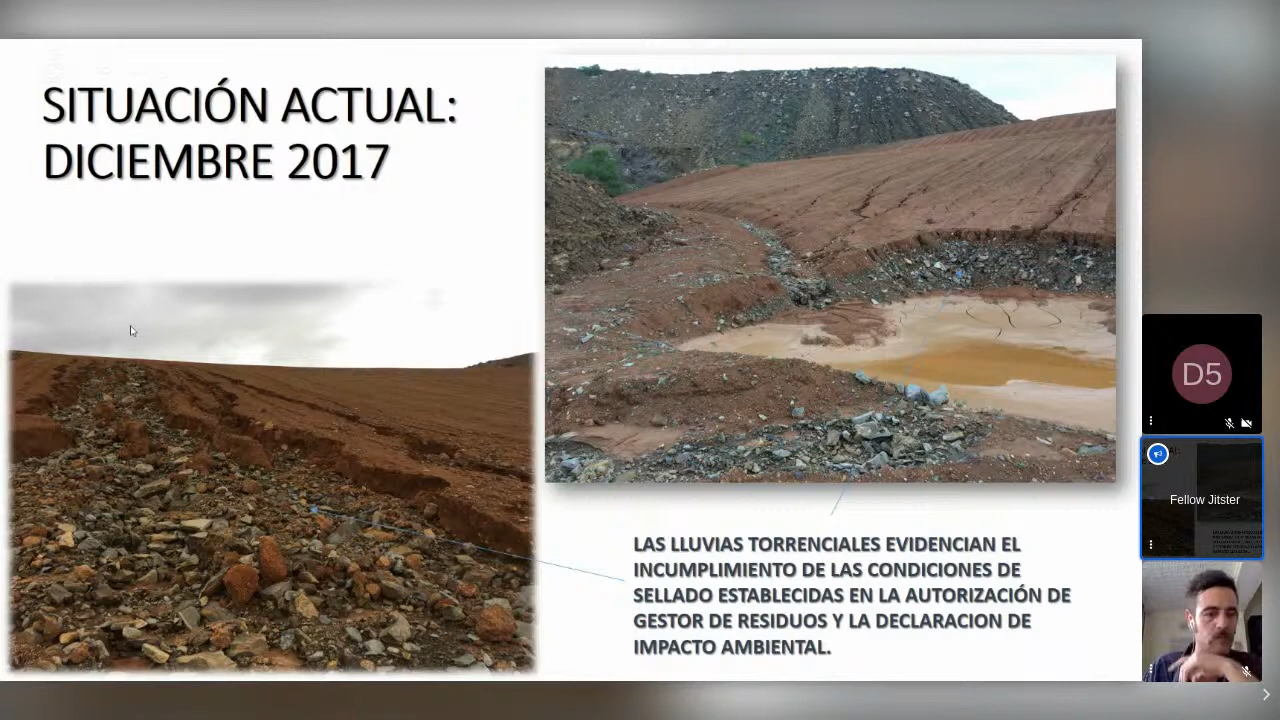 SITUACIÓN ACTUAL:
DICIEMBRE 2017
LAS LLUVIAS TORRENCIALES EVIDENCIAN EL
INCUMPLIMIENTO DE LAS CONDICIONES DE
SELLADO ESTABLECIDAS EN LA AUTORIZACIÓN DE
GESTOR DE RESIDUOS Y LA DECLARACION DE
IMPACTO AMBIENTAL.
D5
Fellow Jitster